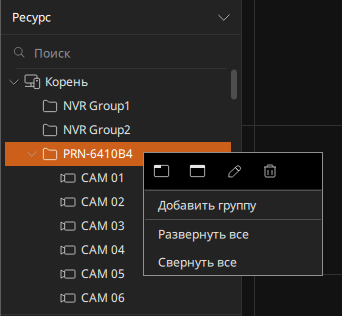 Ресурс
Поиск
Корень
NVR Group1
NVR Group2
PRN-6410B4
CAM 01
CAM 02
CAM 03
CAM 04
CAM 05
CAM 06
Добавить группу
Развернуть все
Свернуть все